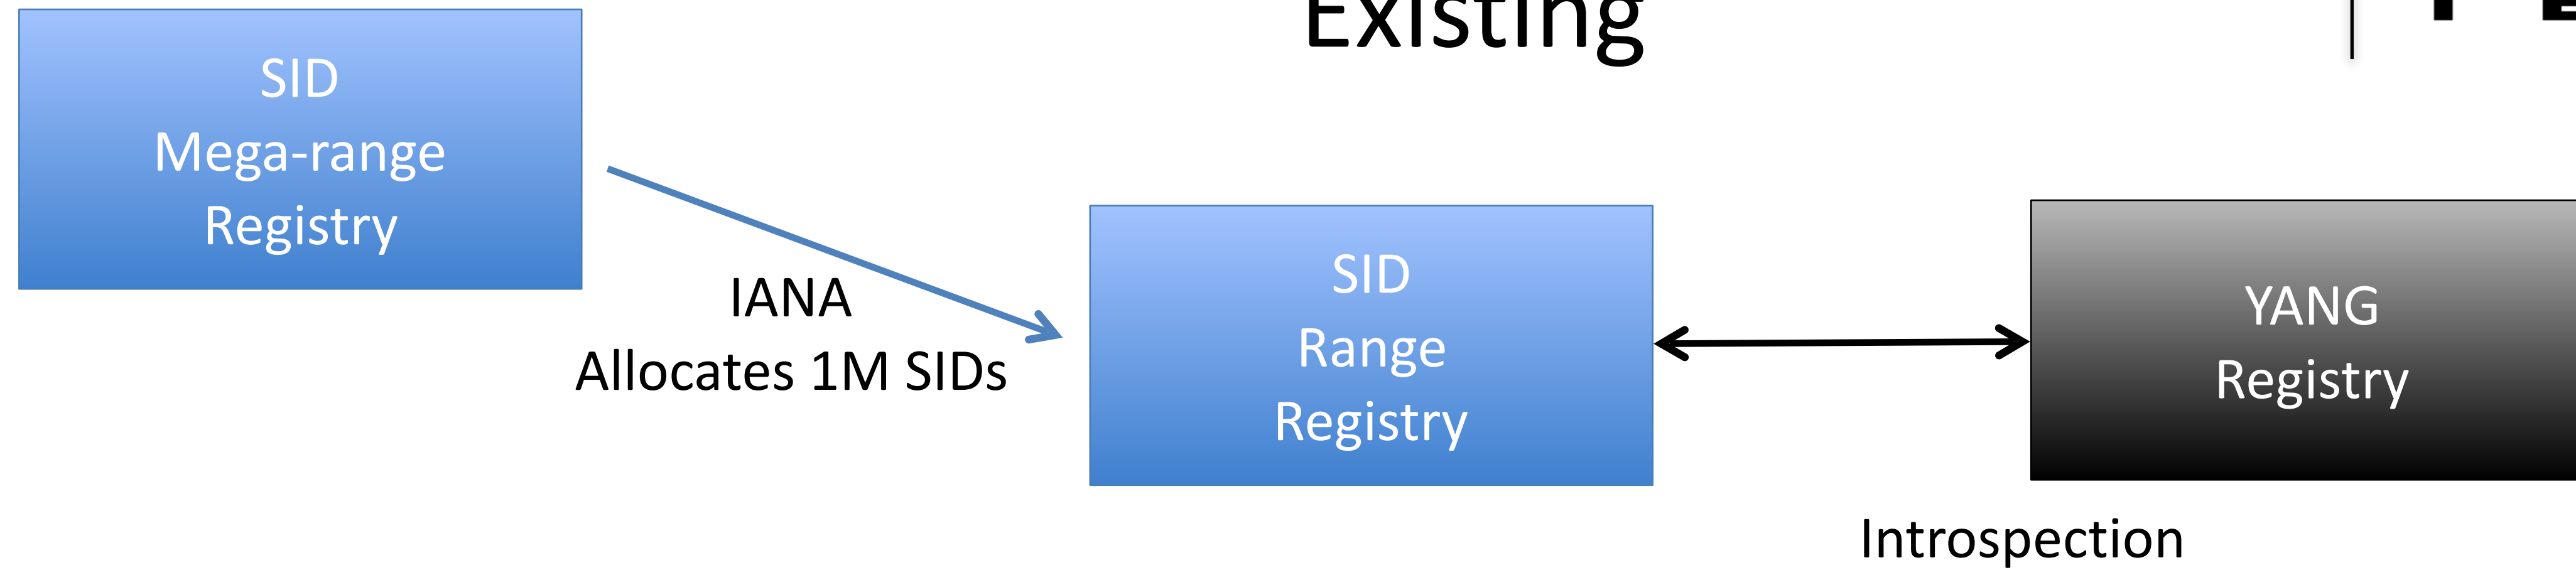 Existing
SID
Mega-range
Registry
IANA
Allocates 1M SIDs
SID
Range
Registry
YANG
Registry
Introspection